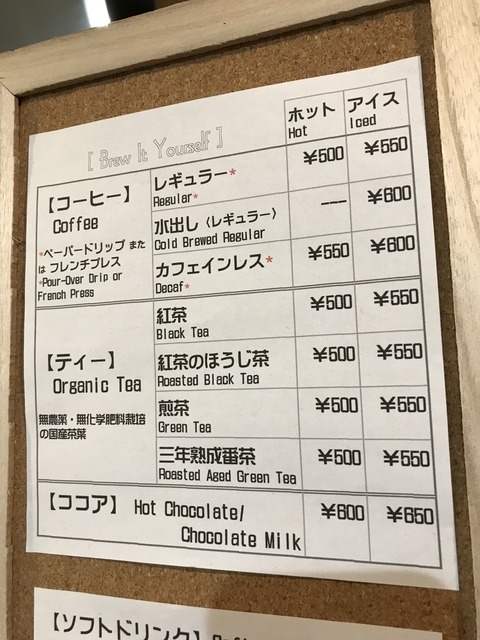 [ Brew It Yourself ]
ホット アイス
Hot Iced
【コーヒー】
Coffee
*ペーパードリップ また
は フレンチプレス
*Pour-Over Drip or
French Press
レギュラー* ¥500 ¥550
Regular*
水出し〈レギュラー〉 --- ¥600
Cold Brewed Regular
カフェインレス* ¥550 ¥600
Decaf*
【ティー】
Organic Tea
無農薬・無化学肥料栽培
の国産茶葉
紅茶 ¥500 ¥550
Black Tea
紅茶のほうじ茶 ¥500 ¥550
Roasted Black Tea
煎茶 ¥500 ¥550
Green Tea
三年熟成番茶 ¥500 ¥550
Roasted Aged Green Tea
【ココア】 Hot Chocolate/ ¥600 ¥650
Chocolate Milk
【ソフトドリンク】